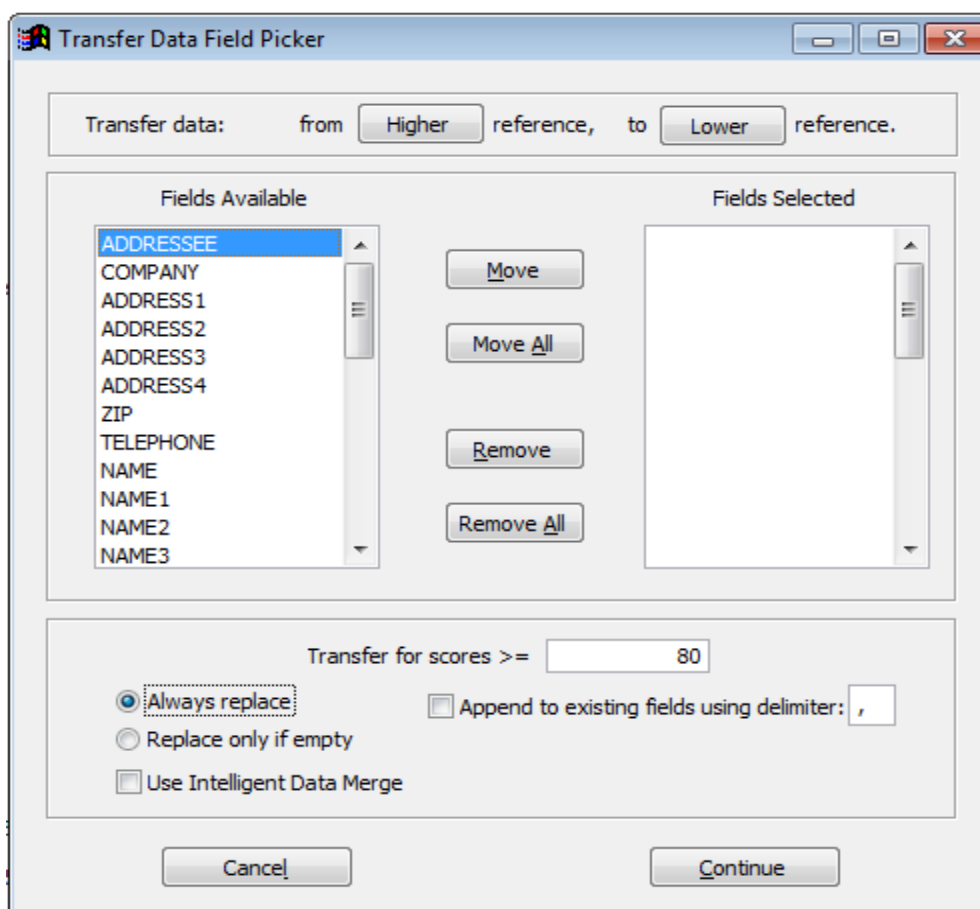 Transfer Data Field Picker
Transfer data: from Higher reference, to Lower reference.
Fields Available
Fields Selected
ADDRESSEE
COMPANY
ADDRESS1
ADDRESS2
ADDRESS3
ADDRESS4
ZIP
TELEPHONE
NAME
NAME1
NAME2
NAME3
Move
Move All
Remove
Remove All
Transfer for scores >= 80
Always replace
Append to existing fields using delimiter: ,
Replace only if empty
Use Intelligent Data Merge
Cancel
Continue